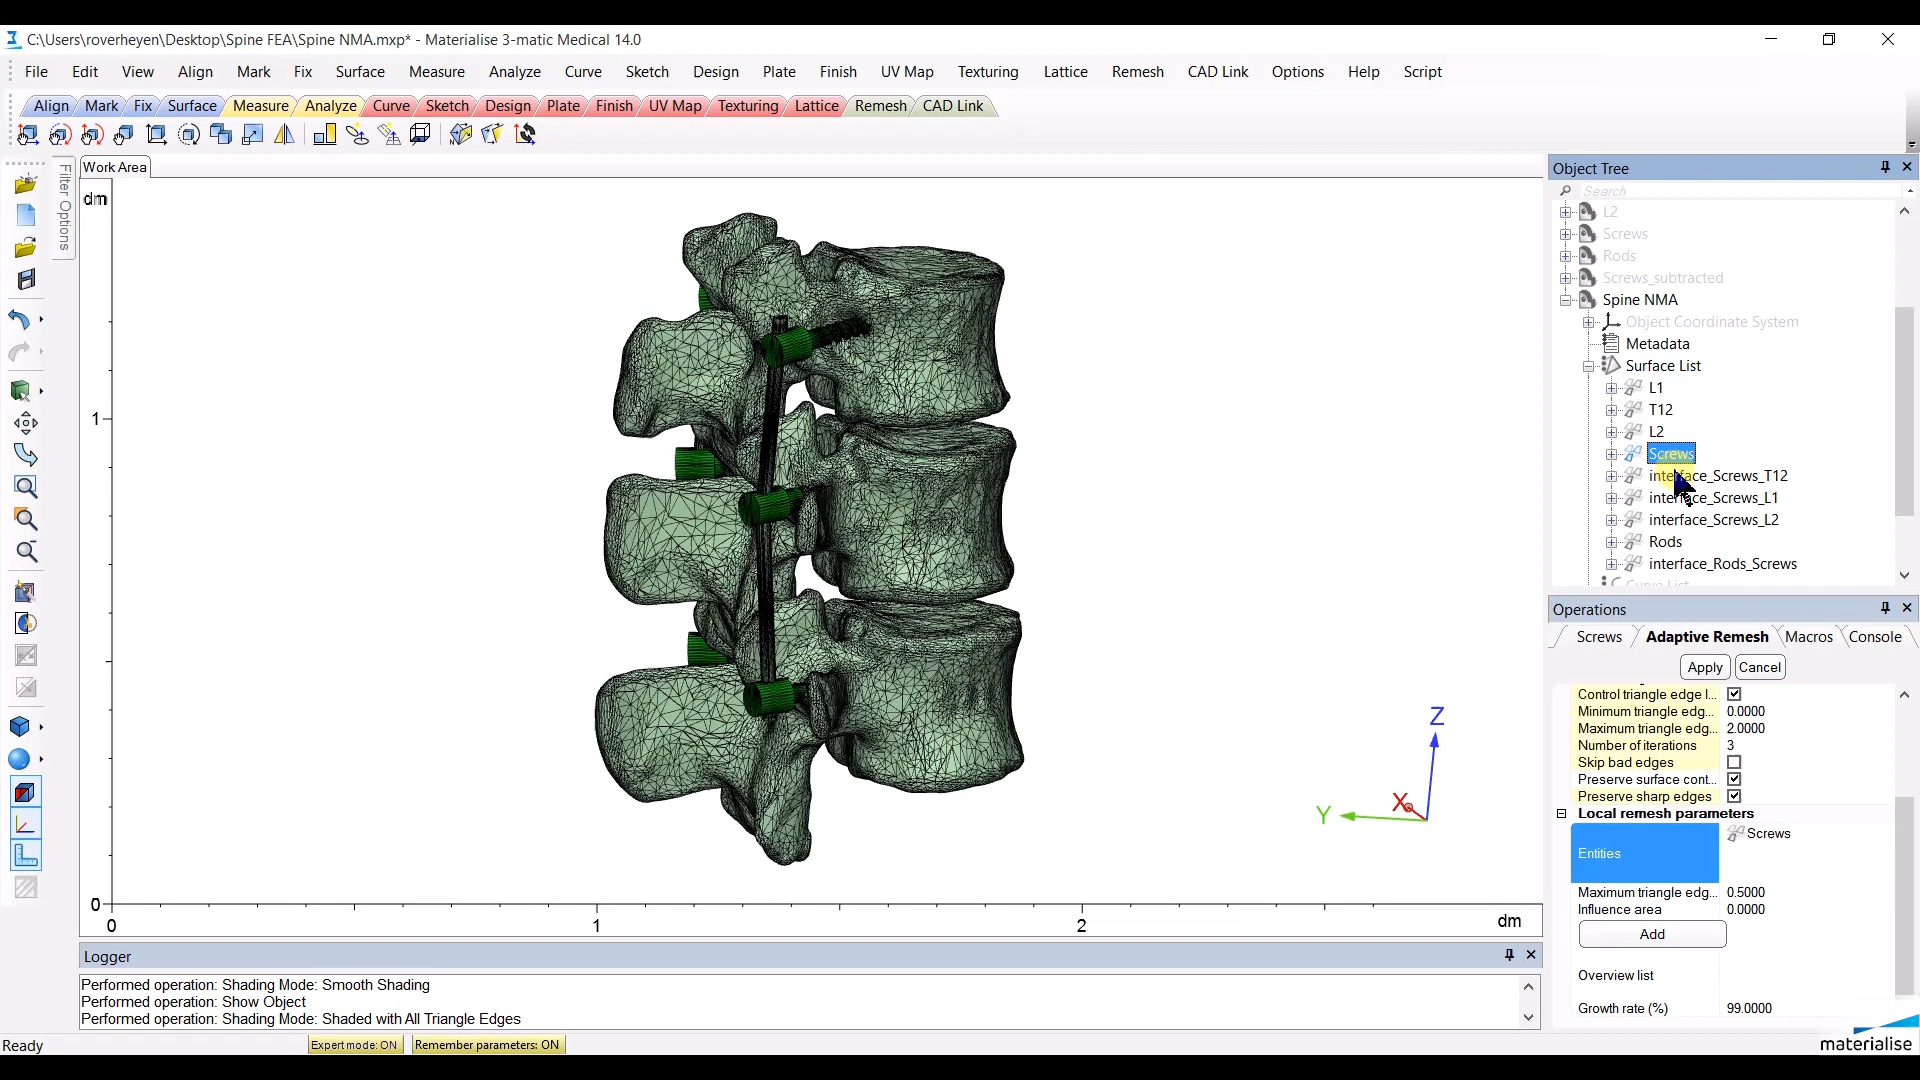 C:\Users\roverheyen\Desktop\Spine FEA\Spine NMA.mxp* - Materialise 3-matic Medical 14.0
File Edit View Align Mark Fix Surface Measure Analyze Curve Sketch Design Plate Finish UV Map Texturing Lattice Remesh CAD Link Options Help Script
Align Mark Fix Surface Measure Analyze Curve Sketch Design Plate Finish UV Map Texturing Lattice Remesh CAD Link
Filter Options
Work Area
dm
1
0
0 1 2 dm
Z
X
Y
Object Tree
Search
L2
Screws
Rods
Screws_subtracted
Spine NMA
Object Coordinate System
Metadata
Surface List
L1
T12
L2
Screws
interface_Screws_T12
interface_Screws_L1
interface_Screws_L2
Rods
interface_Rods_Screws
Curve List
Operations
Screws Adaptive Remesh Macros Console
Apply Cancel
Control triangle edge l...
Minimum triangle edg... 0.0000
Maximum triangle edg... 2.0000
Number of iterations 3
Skip bad edges
Preserve surface cont...
Preserve sharp edges
Local remesh parameters
Entities Screws
Maximum triangle edg... 0.5000
Influence area 0.0000
Add
Overview list
Growth rate (%) 99.0000
Logger
Performed operation: Shading Mode: Smooth Shading
Performed operation: Show Object
Performed operation: Shading Mode: Shaded with All Triangle Edges
Ready Expert mode: ON Remember parameters: ON
materialise